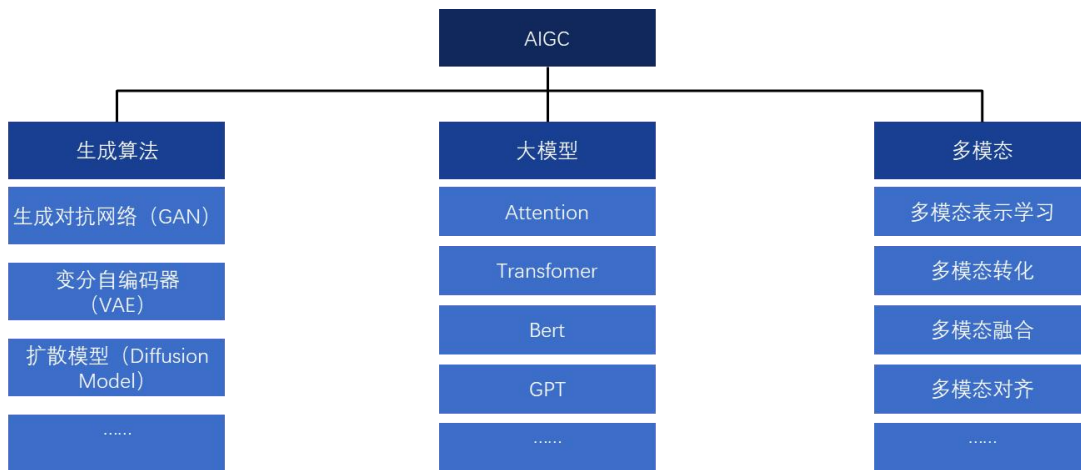 AIGC
生成算法
生成对抗网络（GAN）
变分自编码器
（VAE）
扩散模型（Diffusion
Model）
……
大模型
Attention
Transfomer
Bert
GPT
……
多模态
多模态表示学习
多模态转化
多模态融合
多模态对齐
……